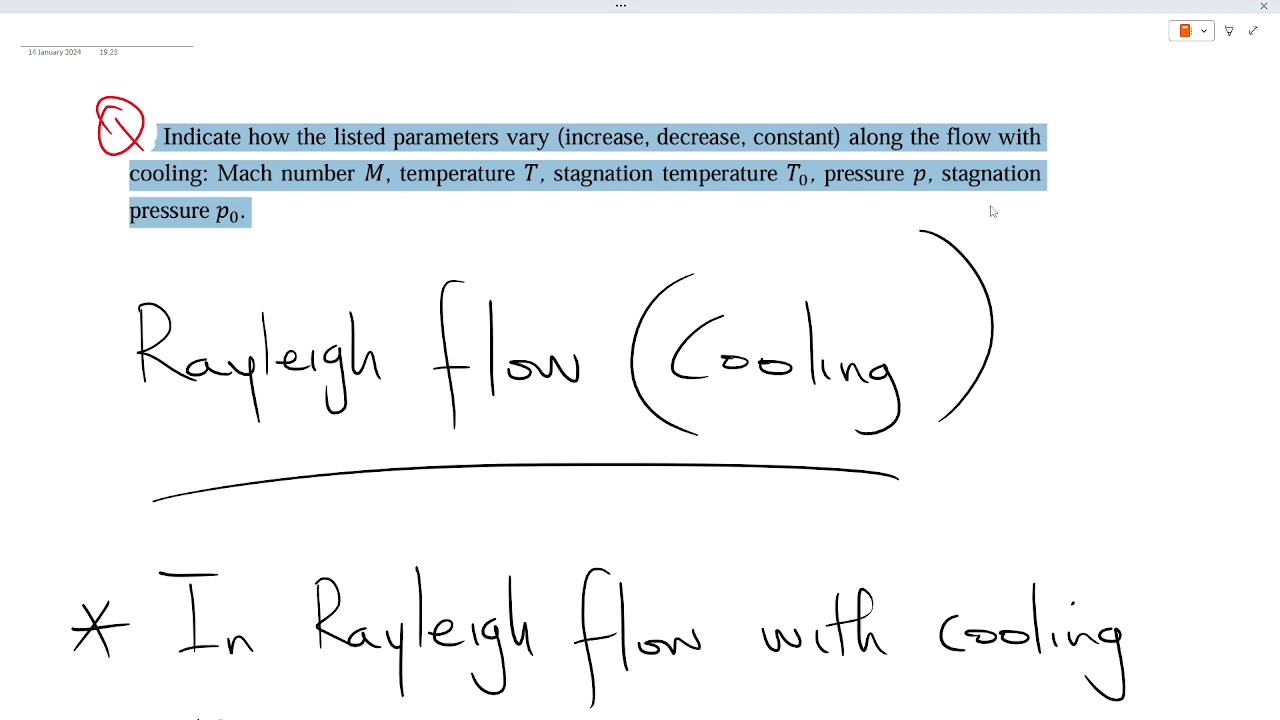 14 January 2024 19:23
Q Indicate how the listed parameters vary (increase, decrease, constant) along the flow with
cooling: Mach number M, temperature T, stagnation temperature T₀, pressure p, stagnation
pressure p₀.
Rayleigh flow (Cooling)
* In Rayleigh flow with cooling